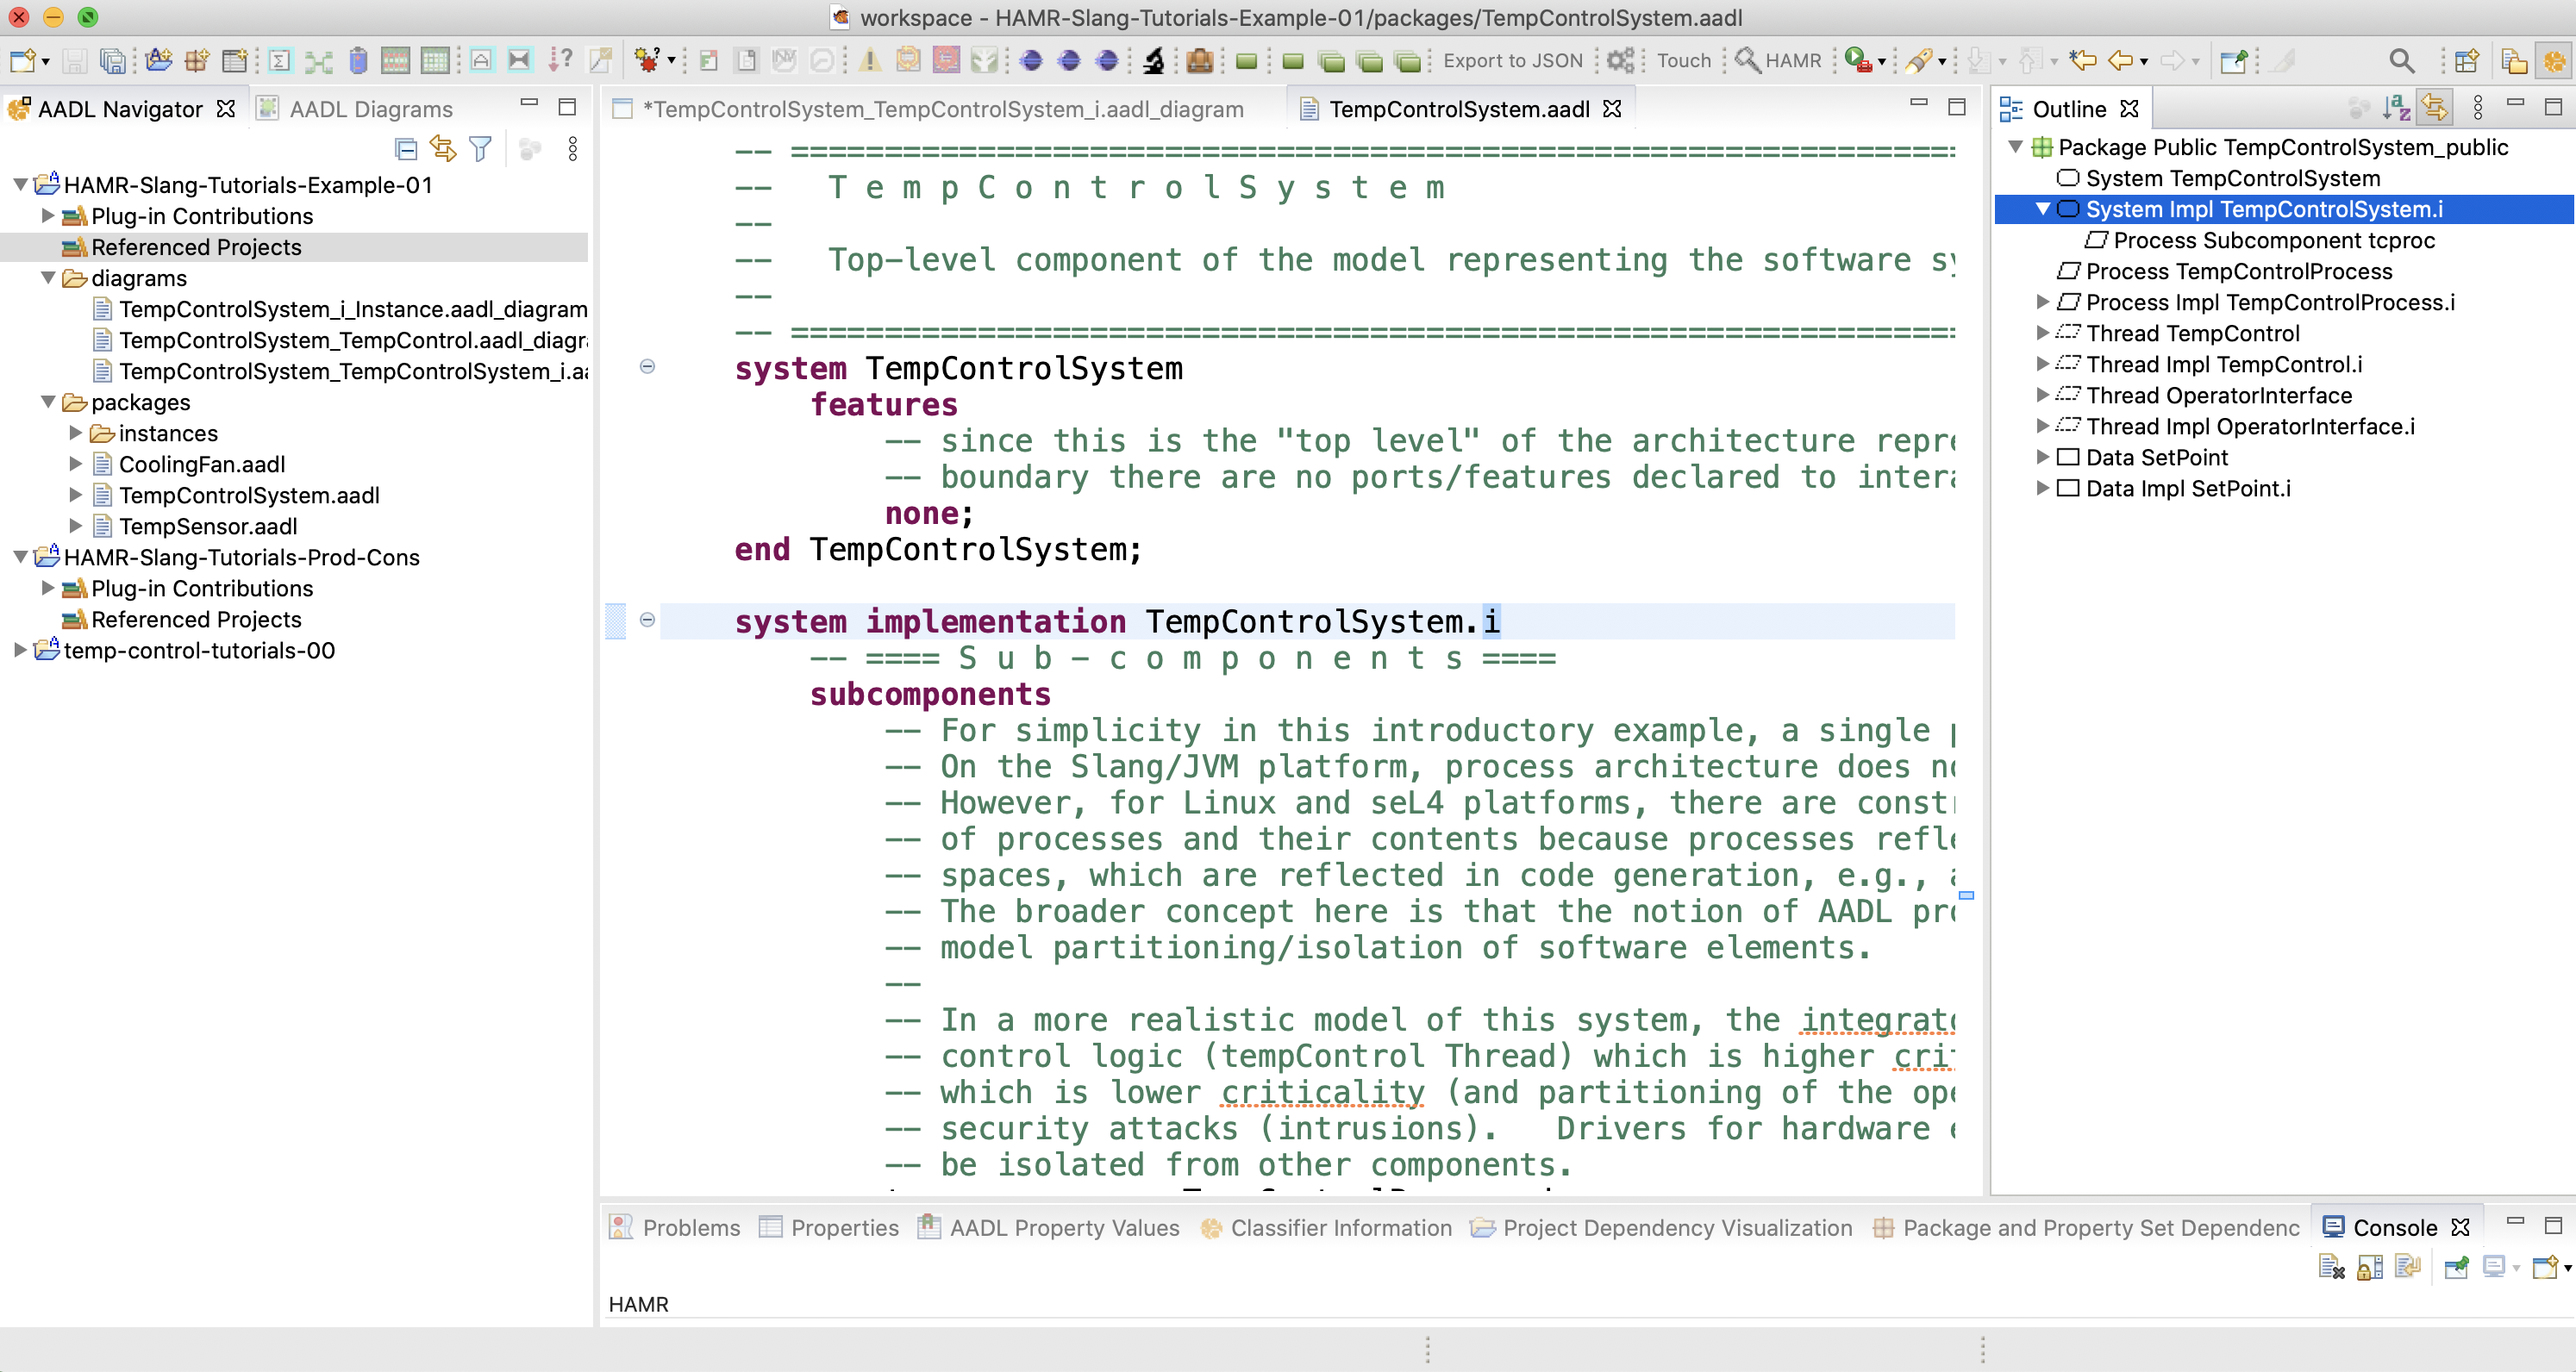 workspace - HAMR-Slang-Tutorials-Example-01/packages/TempControlSystem.aadl
Export to JSON
Touch
HAMR
AADL Navigator
AADL Diagrams
HAMR-Slang-Tutorials-Example-01
Plug-in Contributions
Referenced Projects
diagrams
TempControlSystem_i_Instance.aadl_diagram
TempControlSystem_TempControl.aadl_diagr
TempControlSystem_TempControlSystem_i.aa
packages
instances
CoolingFan.aadl
TempControlSystem.aadl
TempSensor.aadl
HAMR-Slang-Tutorials-Prod-Cons
Plug-in Contributions
Referenced Projects
temp-control-tutorials-00
*TempControlSystem_TempControlSystem_i.aadl_diagram
TempControlSystem.aadl
-- ==============================================================
-- T e m p C o n t r o l S y s t e m
--
-- Top-level component of the model representing the software sy
--
-- ==============================================================
system TempControlSystem
features
-- since this is the "top level" of the architecture repre
-- boundary there are no ports/features declared to intera
none;
end TempControlSystem;
system implementation TempControlSystem.i
-- ==== S u b - c o m p o n e n t s ====
subcomponents
-- For simplicity in this introductory example, a single p
-- On the Slang/JVM platform, process architecture does no
-- However, for Linux and seL4 platforms, there are constr
-- of processes and their contents because processes refle
-- spaces, which are reflected in code generation, e.g., a
-- The broader concept here is that the notion of AADL pro
-- model partitioning/isolation of software elements.
--
-- In a more realistic model of this system, the integrato
-- control logic (tempControl Thread) which is higher crit
-- which is lower criticality (and partitioning of the ope
-- security attacks (intrusions). Drivers for hardware e
-- be isolated from other components.
Outline
Package Public TempControlSystem_public
System TempControlSystem
System Impl TempControlSystem.i
Process Subcomponent tcproc
Process TempControlProcess
Process Impl TempControlProcess.i
Thread TempControl
Thread Impl TempControl.i
Thread OperatorInterface
Thread Impl OperatorInterface.i
Data SetPoint
Data Impl SetPoint.i
Problems
Properties
AADL Property Values
Classifier Information
Project Dependency Visualization
Package and Property Set Dependenc
Console
HAMR